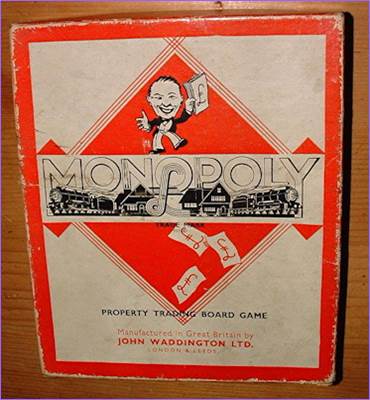 £
MONOPOLY
TRADE MARK
£
£
£
PROPERTY TRADING BOARD GAME
Manufactured in Great Britain by
JOHN WADDINGTON LTD.
LONDON & LEEDS